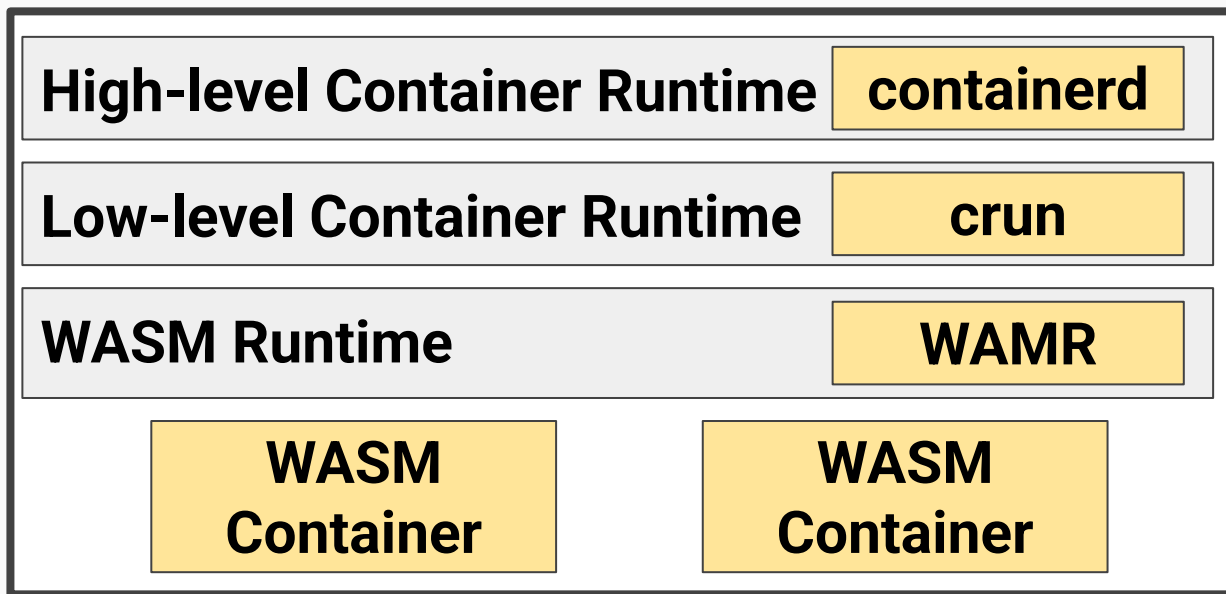 High-level Container Runtime containerd
Low-level Container Runtime crun
WASM Runtime WAMR
WASM
Container
WASM
Container